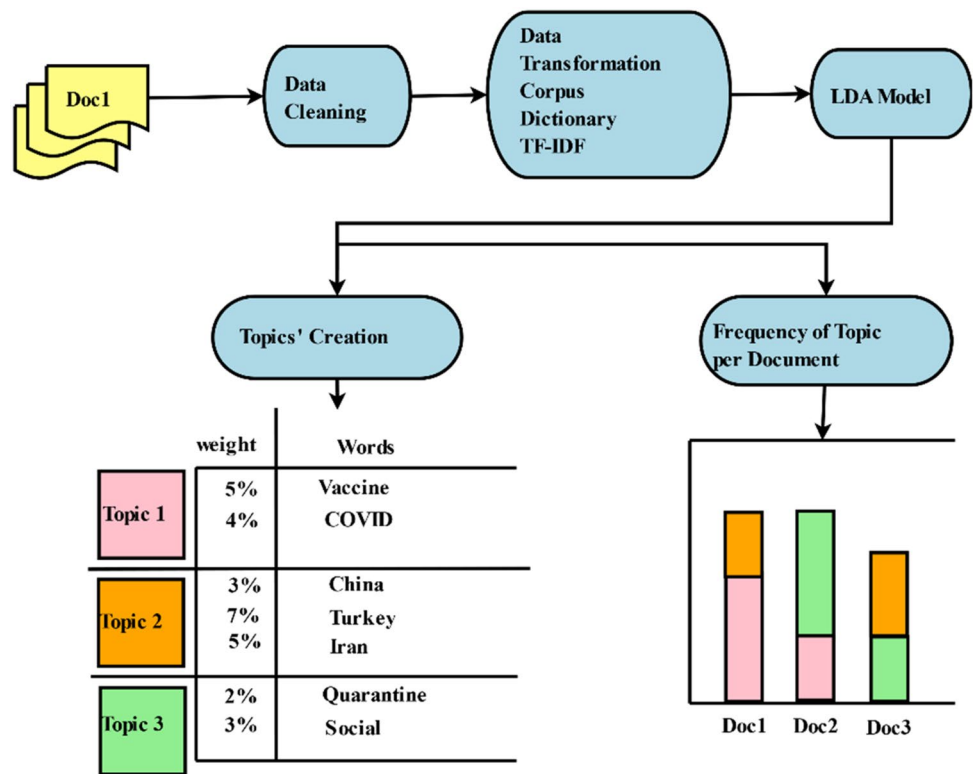 Doc1
Data
Cleaning
Data
Transformation
Corpus
Dictionary
TF-IDF
LDA Model
Topics' Creation
Frequency of Topic
per Document
weight Words
Topic 1
5% Vaccine
4% COVID
Topic 2
3% China
7% Turkey
5% Iran
Topic 3
2% Quarantine
3% Social
Doc1 Doc2 Doc3